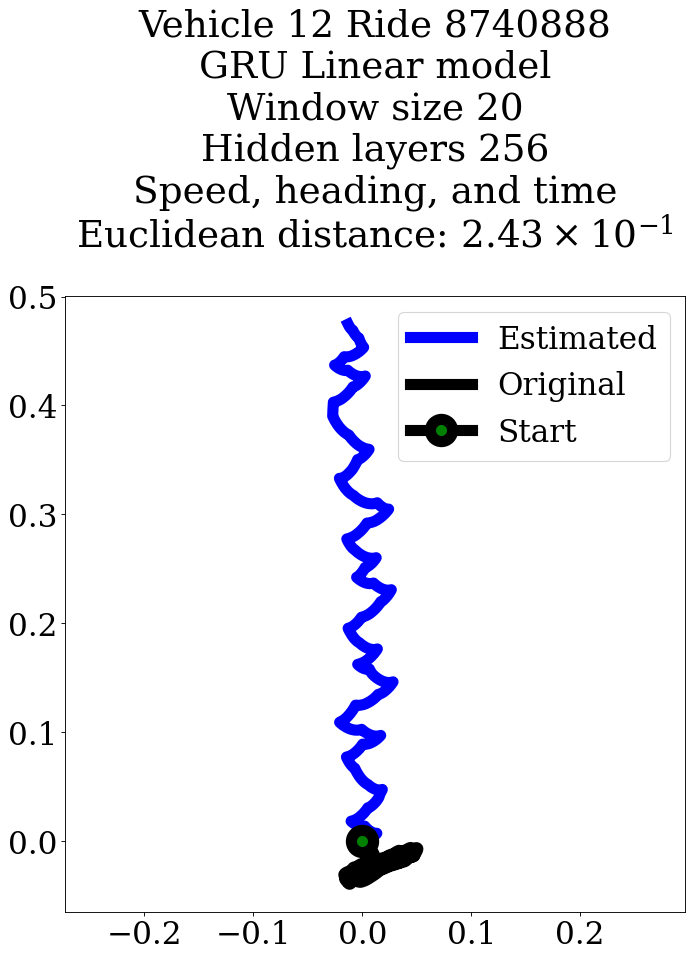 Vehicle 12 Ride 8740888
GRU Linear model
Window size 20
Hidden layers 256
Speed, heading, and time
Euclidean distance: 2.43 × 10⁻¹
0.5
0.4
0.3
0.2
0.1
0.0
Estimated
Original
Start
−0.2 −0.1 0.0 0.1 0.2